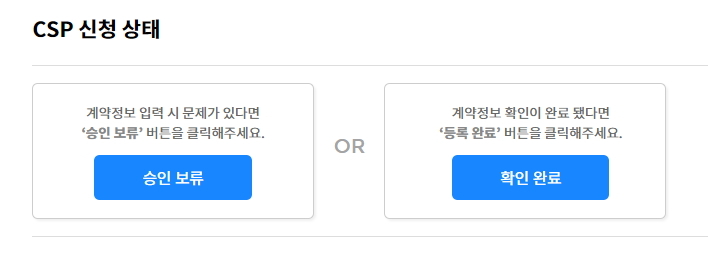 CSP 신청 상태
계약정보 입력 시 문제가 있다면
‘승인 보류’ 버튼을 클릭해주세요.
승인 보류
OR
계약정보 확인이 완료 됐다면
‘등록 완료’ 버튼을 클릭해주세요.
확인 완료